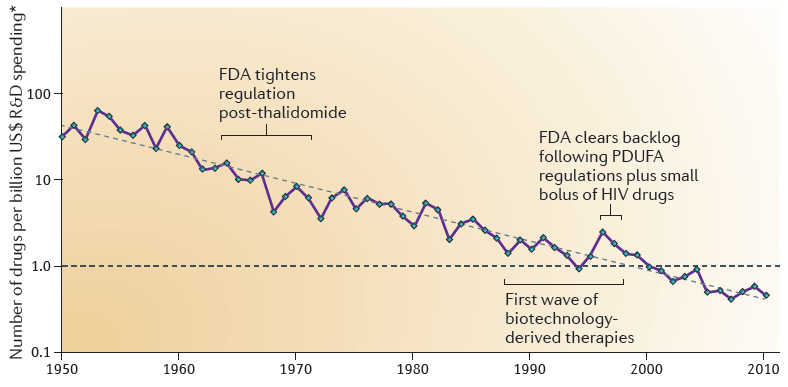 Number of drugs per billion US$ R&D spending*
100
10
1.0
0.1
FDA tightens
regulation
post-thalidomide
FDA clears backlog
following PDUFA
regulations plus small
bolus of HIV drugs
First wave of
biotechnology-
derived therapies
1950 1960 1970 1980 1990 2000 2010